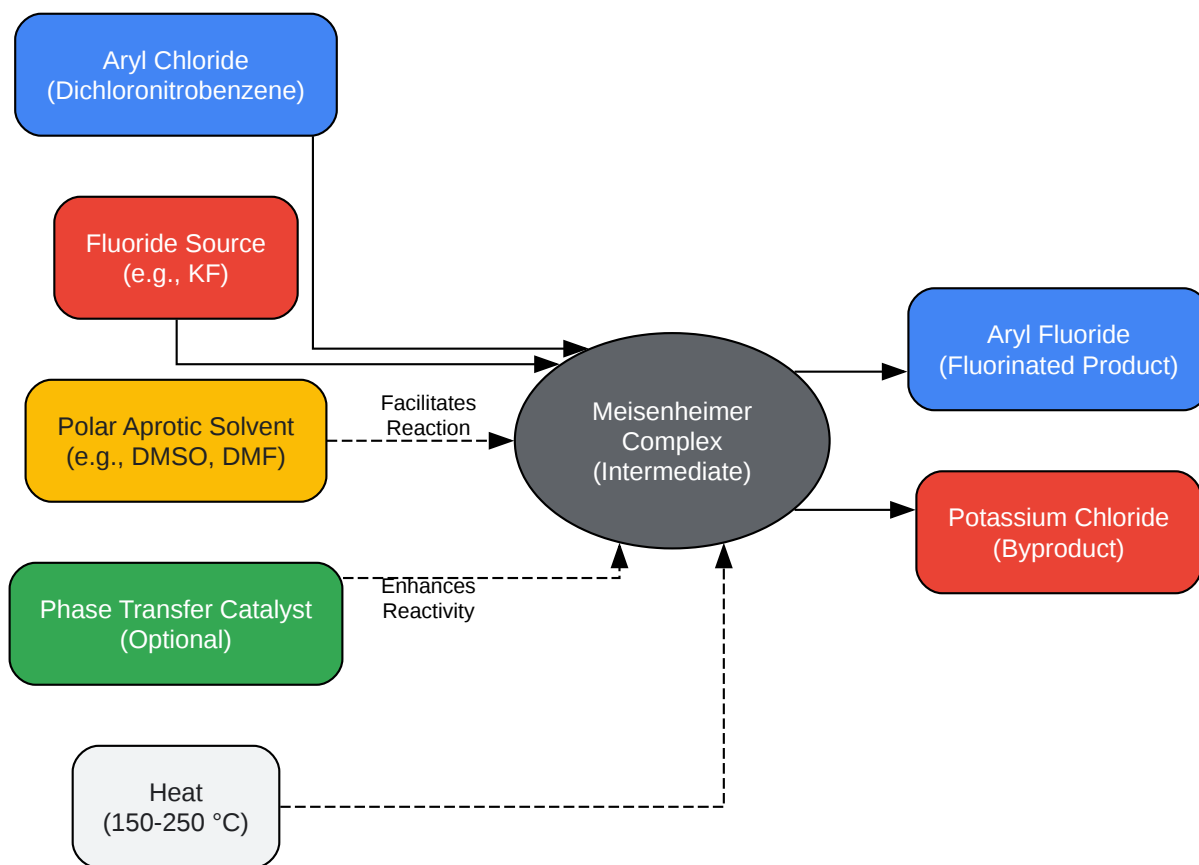 Aryl Chloride
(Dichloronitrobenzene)
Fluoride Source
(e.g., KF)
Polar Aprotic Solvent
(e.g., DMSO, DMF)
Facilitates
Reaction
Phase Transfer Catalyst
(Optional)
Enhances
Reactivity
Heat
(150-250 °C)
Meisenheimer
Complex
(Intermediate)
Aryl Fluoride
(Fluorinated Product)
Potassium Chloride
(Byproduct)